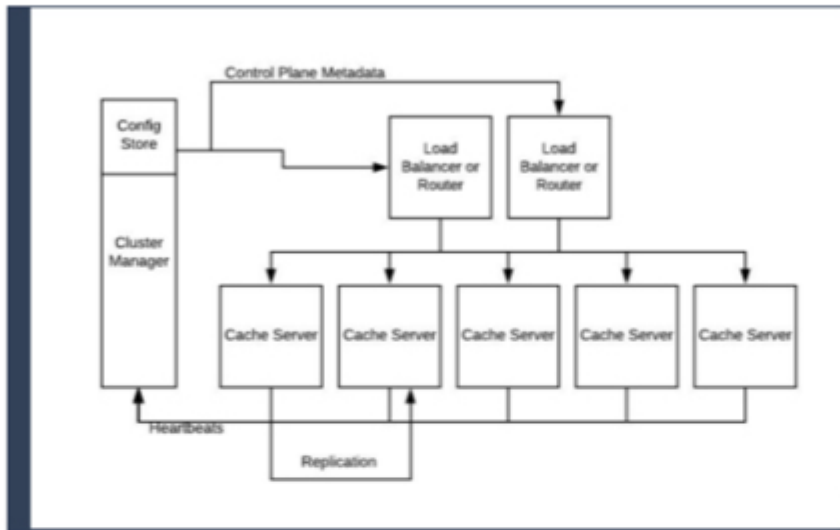 Control Plane Metadata
Config
Store
Load
Balancer or
Router
Load
Balancer or
Router
Cluster
Manager
Cache Server
Cache Server
Cache Server
Cache Server
Cache Server
Heartbeats
Replication